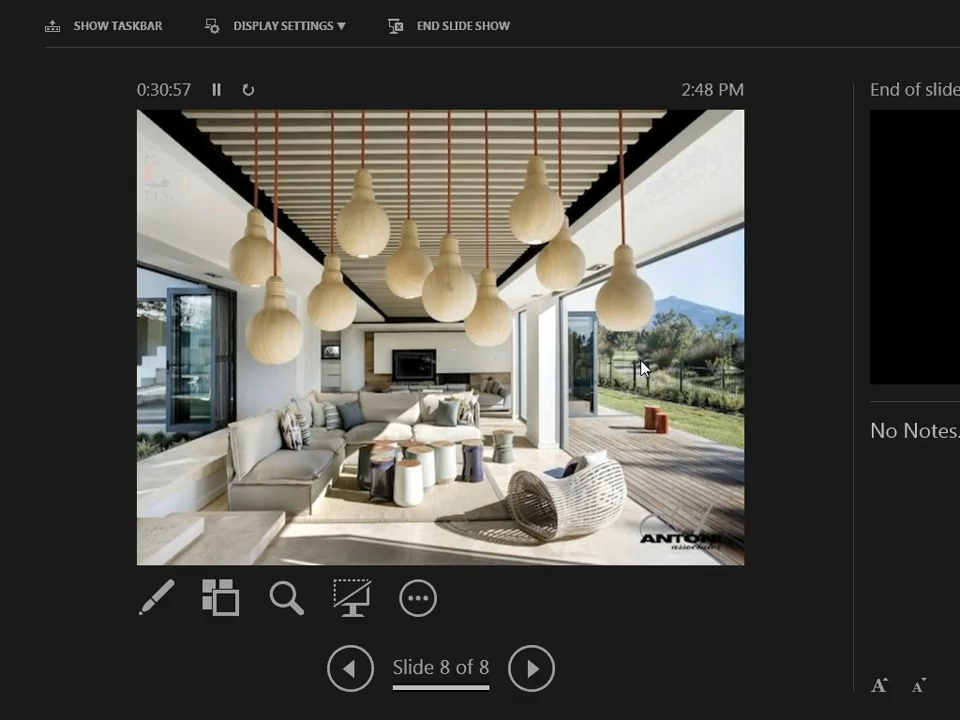 SHOW TASKBAR
DISPLAY SETTINGS ▼
END SLIDE SHOW
0:30:57
2:48 PM
End of slide
ANTONI
associates
No Notes.
Slide 8 of 8
A
A